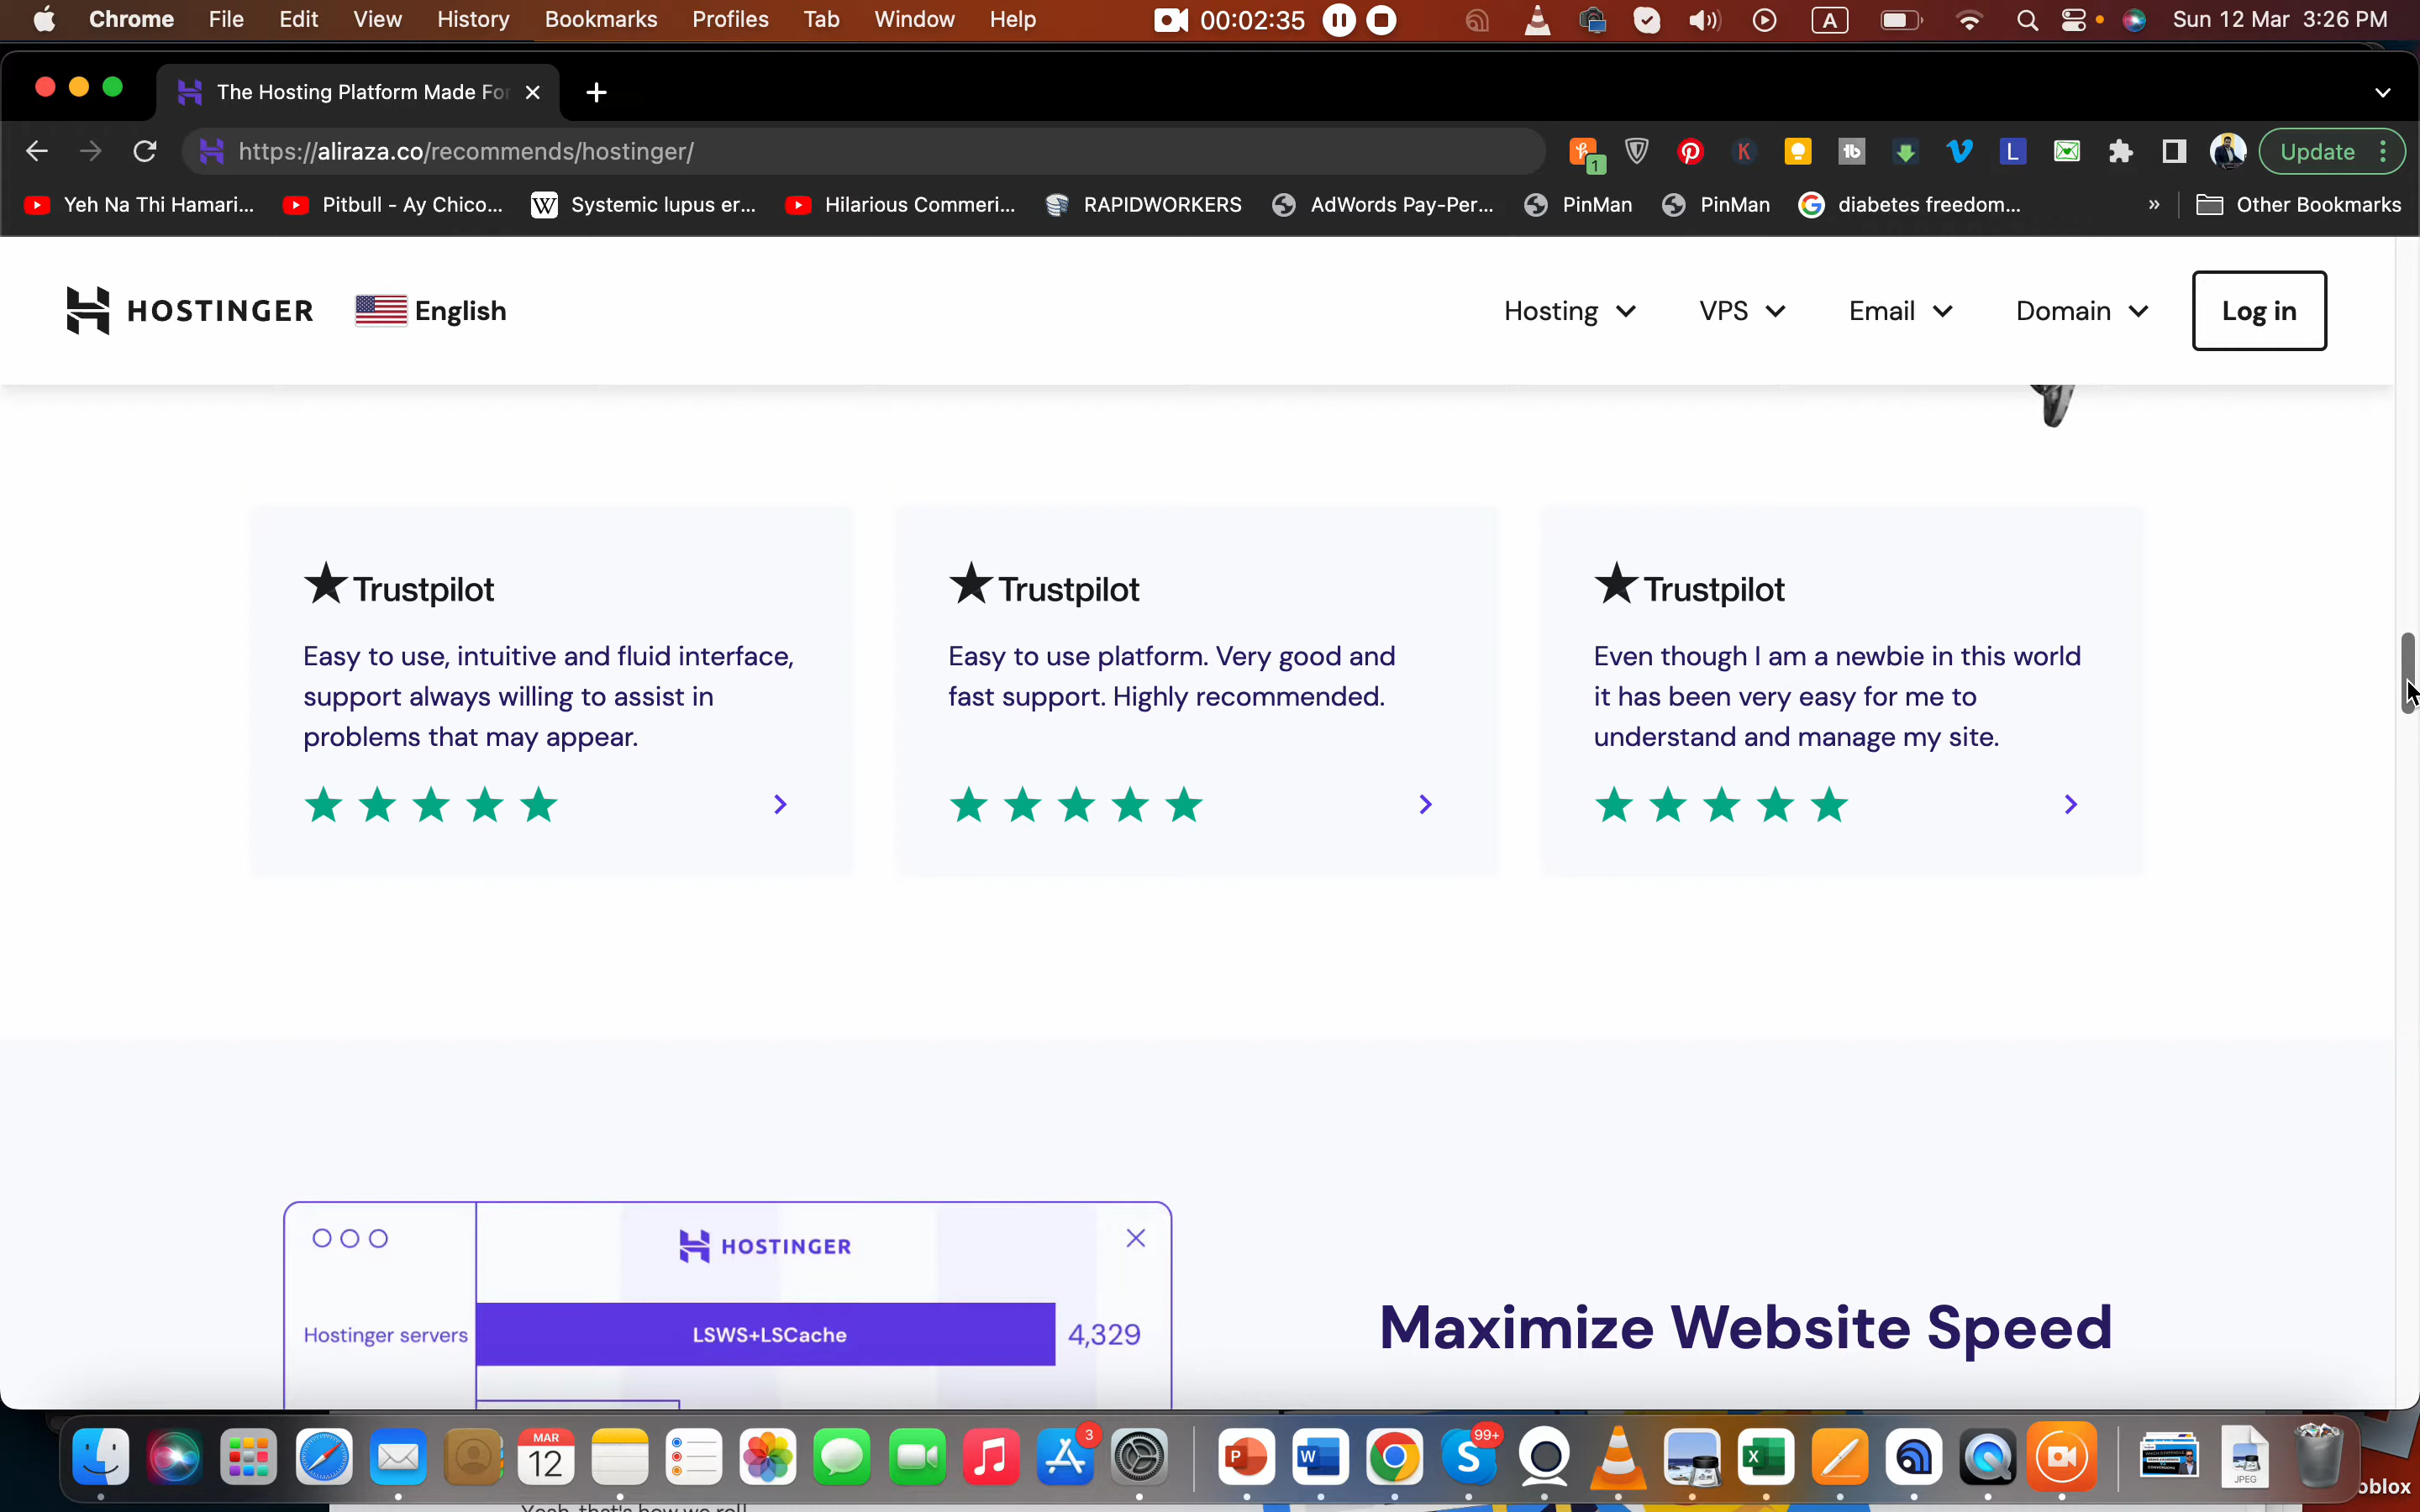 Chrome File Edit View History Bookmarks Profiles Tab Window Help 00:02:35 A Sun 12 Mar 3:26 PM
The Hosting Platform Made For
https://aliraza.co/recommends/hostinger/ 1 K tb L Update
Yeh Na Thi Hamari... Pitbull - Ay Chico... W Systemic lupus er... Hilarious Commeri... RAPIDWORKERS AdWords Pay-Per... PinMan PinMan diabetes freedom... » Other Bookmarks
HOSTINGER English Hosting VPS Email Domain Log in
Trustpilot
Easy to use, intuitive and fluid interface,
support always willing to assist in
problems that may appear.
Trustpilot
Easy to use platform. Very good and
fast support. Highly recommended.
Trustpilot
Even though I am a newbie in this world
it has been very easy for me to
understand and manage my site.
HOSTINGER
Hostinger servers LSWS+LSCache 4,329
Maximize Website Speed
MAR
12
3
P
W
S
99+
X
JPEG
oblox